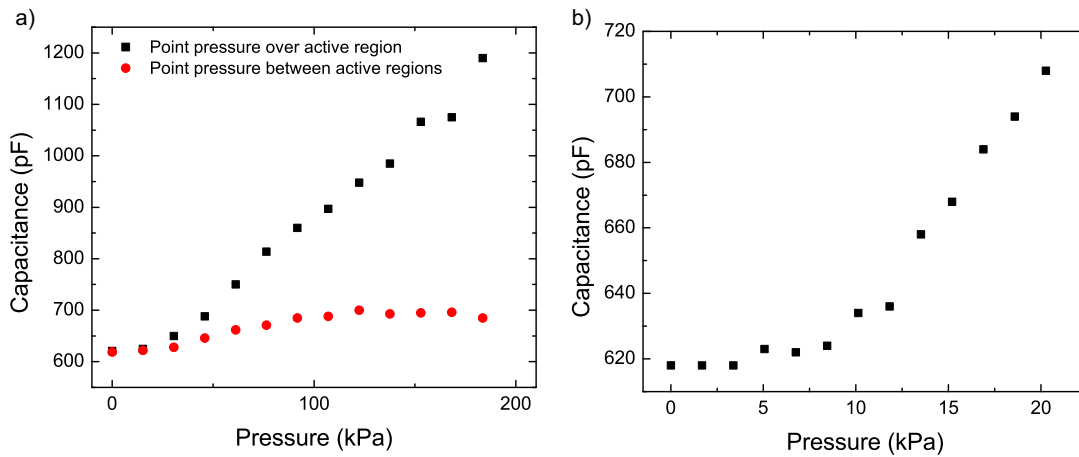 a)
Point pressure over active region
Point pressure between active regions
1200
1100
1000
900
800
700
600
Capacitance (pF)
0 100 200
Pressure (kPa)
b)
720
700
680
660
640
620
Capacitance (pF)
0 5 10 15 20
Pressure (kPa)